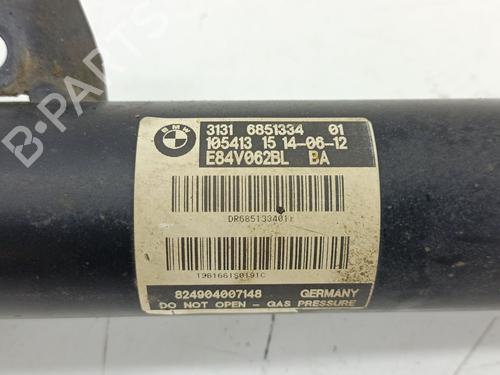 B-PARTS
BMW
3131 6851334 01
105413 15 14-06-12
E84V062BL BA
DR685133401
824904007148 GERMANY
DO NOT OPEN - GAS PRESSURE